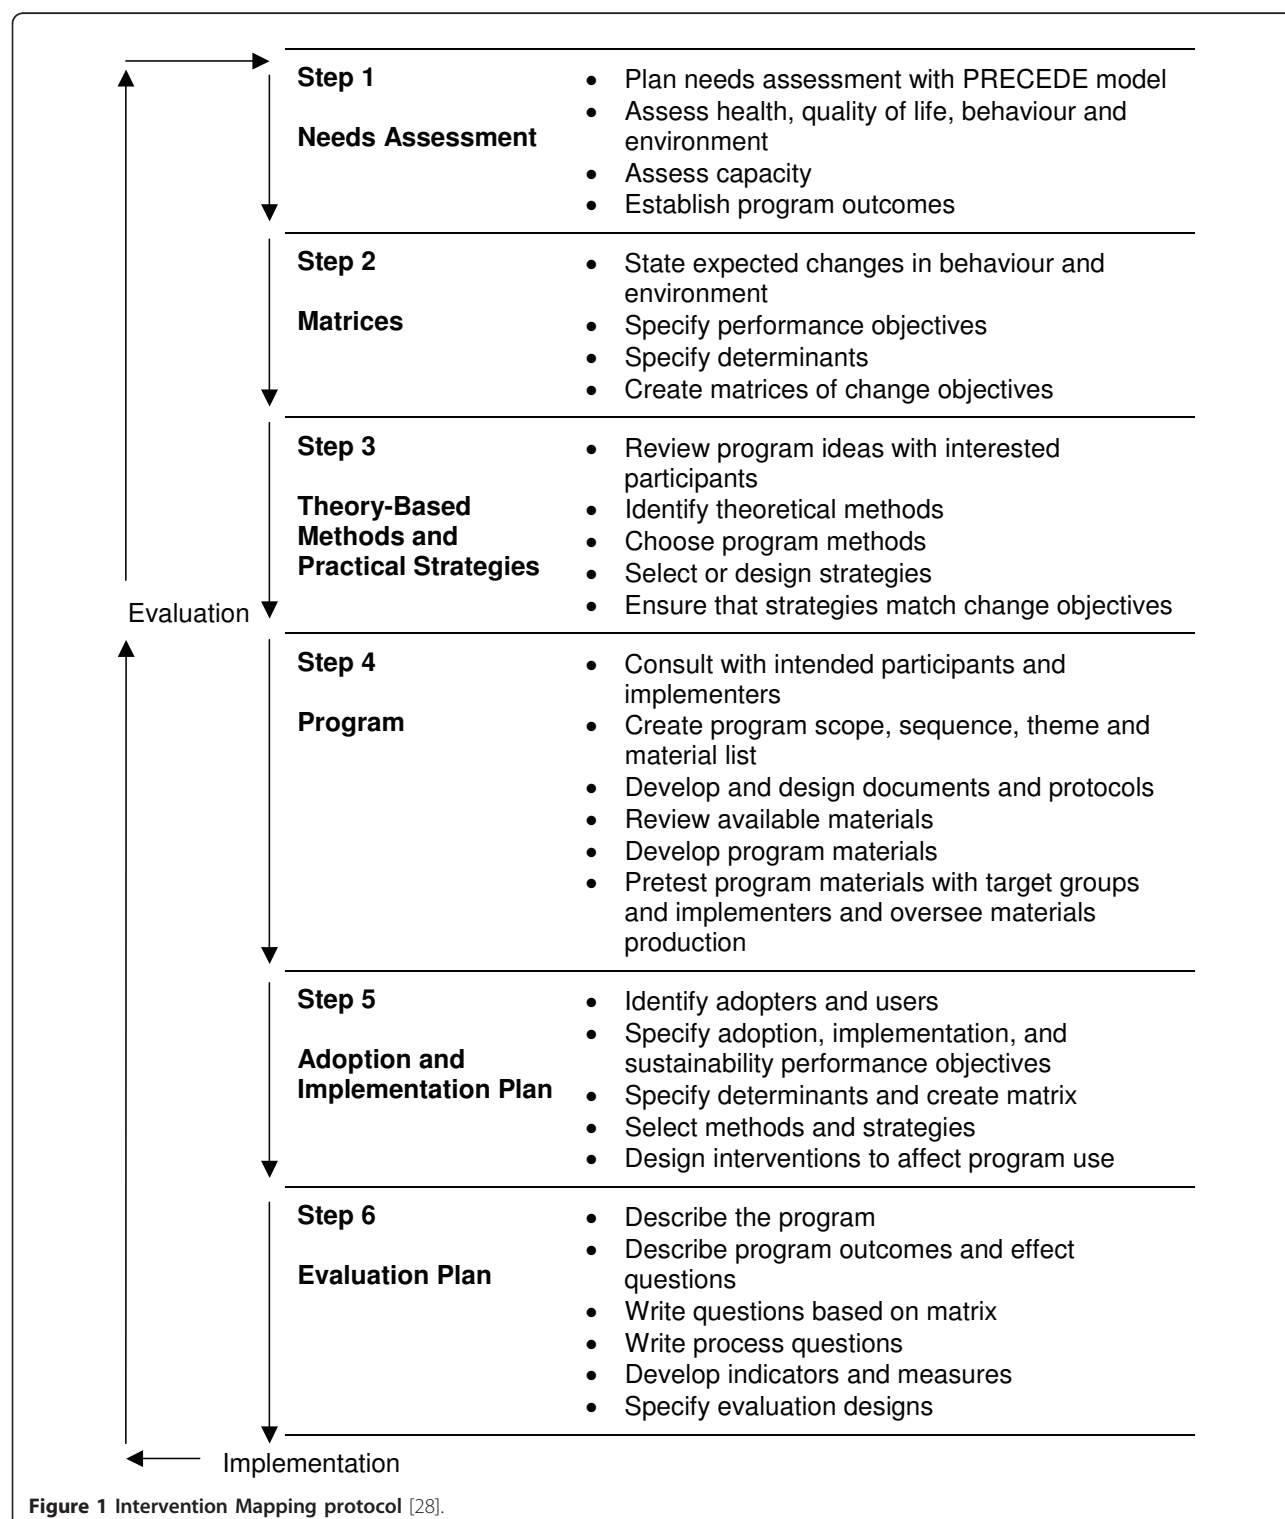 Step 1
Needs Assessment
• Plan needs assessment with PRECEDE model
• Assess health, quality of life, behaviour and
environment
• Assess capacity
• Establish program outcomes
Step 2
Matrices
• State expected changes in behaviour and
environment
• Specify performance objectives
• Specify determinants
• Create matrices of change objectives
Step 3
Theory-Based
Methods and
Practical Strategies
• Review program ideas with interested
participants
• Identify theoretical methods
• Choose program methods
• Select or design strategies
• Ensure that strategies match change objectives
Evaluation
Step 4
Program
• Consult with intended participants and
implementers
• Create program scope, sequence, theme and
material list
• Develop and design documents and protocols
• Review available materials
• Develop program materials
• Pretest program materials with target groups
and implementers and oversee materials
production
Step 5
Adoption and
Implementation Plan
• Identify adopters and users
• Specify adoption, implementation, and
sustainability performance objectives
• Specify determinants and create matrix
• Select methods and strategies
• Design interventions to affect program use
Step 6
Evaluation Plan
• Describe the program
• Describe program outcomes and effect
questions
• Write questions based on matrix
• Write process questions
• Develop indicators and measures
• Specify evaluation designs
Implementation
Figure 1 Intervention Mapping protocol [28].